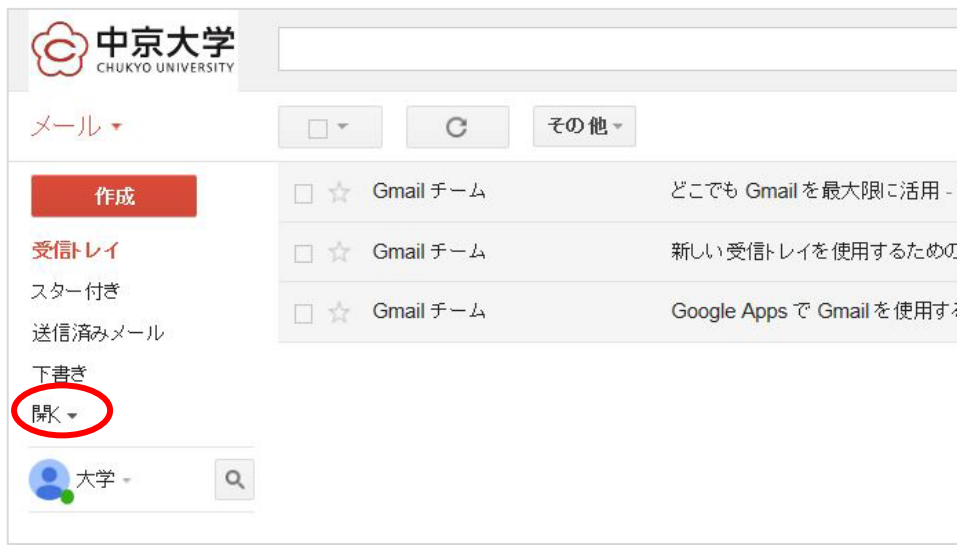 中京大学
CHUKYO UNIVERSITY
メール
その他
作成
Gmail チーム どこでも Gmail を最大限に活用 -
受信トレイ
Gmail チーム 新しい受信トレイを使用するための
スター付き
Gmail チーム Google Apps で Gmail を使用する
送信済みメール
下書き
開く
大学